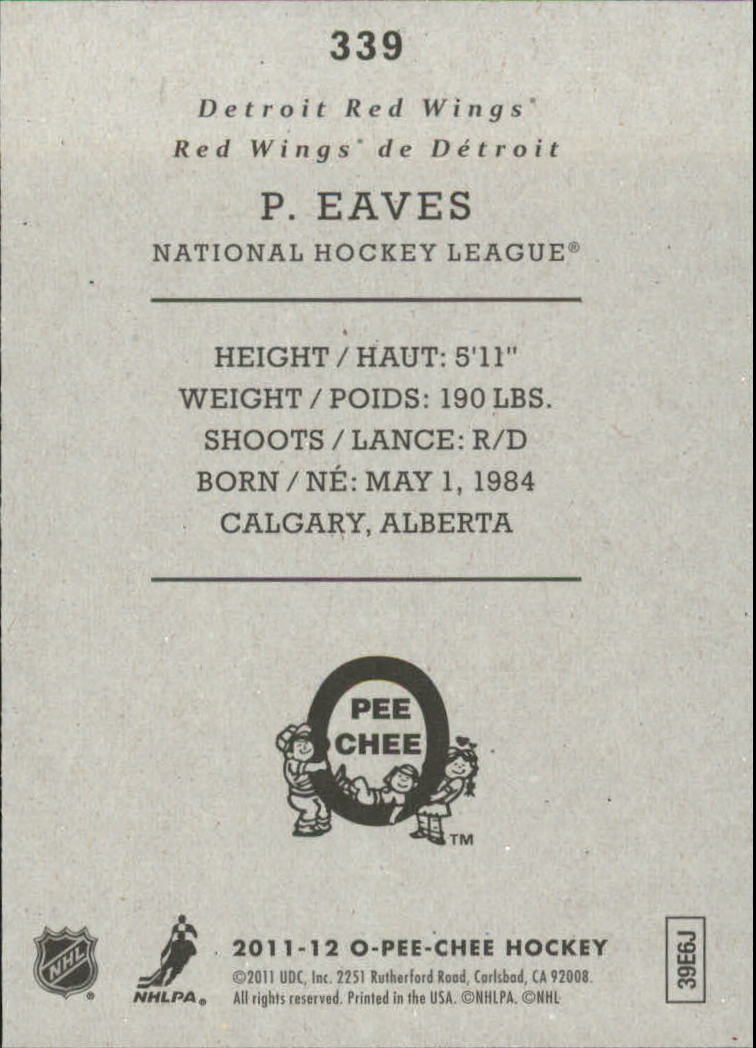 339
Detroit Red Wings®
Red Wings® de Détroit
P. EAVES
NATIONAL HOCKEY LEAGUE®
HEIGHT / HAUT: 5'11"
WEIGHT / POIDS: 190 LBS.
SHOOTS / LANCE: R/D
BORN / NÉ: MAY 1, 1984
CALGARY, ALBERTA
O
PEE
CHEE
TM
NHL ®
NHLPA®
2011-12 O-PEE-CHEE HOCKEY
©2011 UDC, Inc. 2251 Rutherford Road, Carlsbad, CA 92008.
All rights reserved. Printed in the USA. ©NHLPA. ©NHL
39E6J